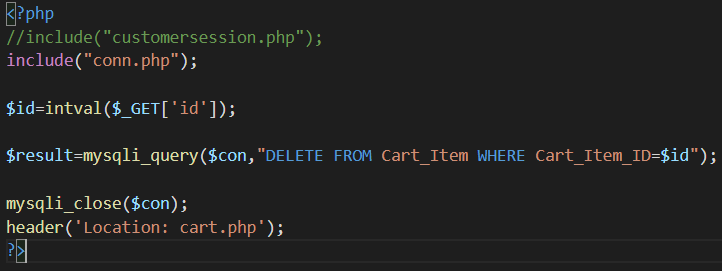 <?php
//include("customersession.php");
include("conn.php");
$id=intval($_GET['id']);
$result=mysqli_query($con,"DELETE FROM Cart_Item WHERE Cart_Item_ID=$id");
mysqli_close($con);
header('Location: cart.php');
?>